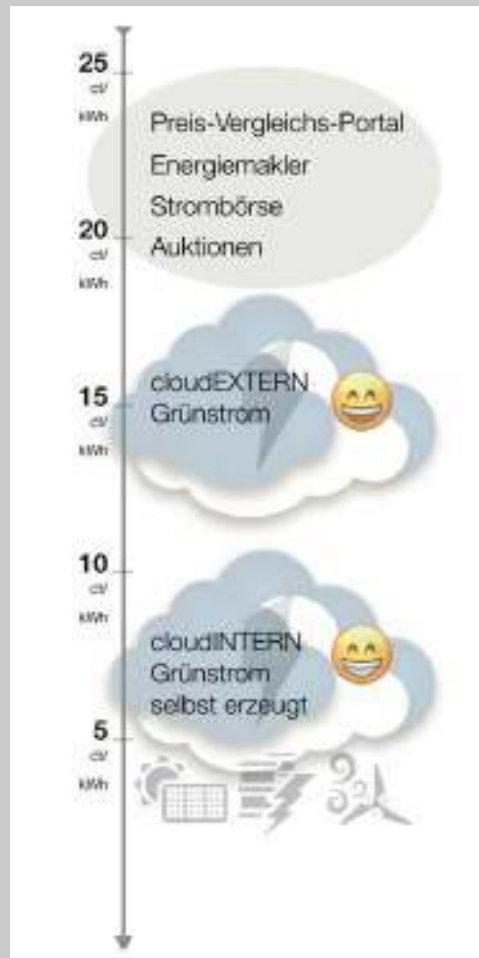 25
ct/
kWh
Preis-Vergleichs-Portal
Energiemakler
Strombörse
20
ct/
kWh
Auktionen
cloudEXTERN
15
ct/
kWh
Grünstrom
10
ct/
kWh
cloudINTERN
Grünstrom
selbst erzeugt
5
ct/
kWh